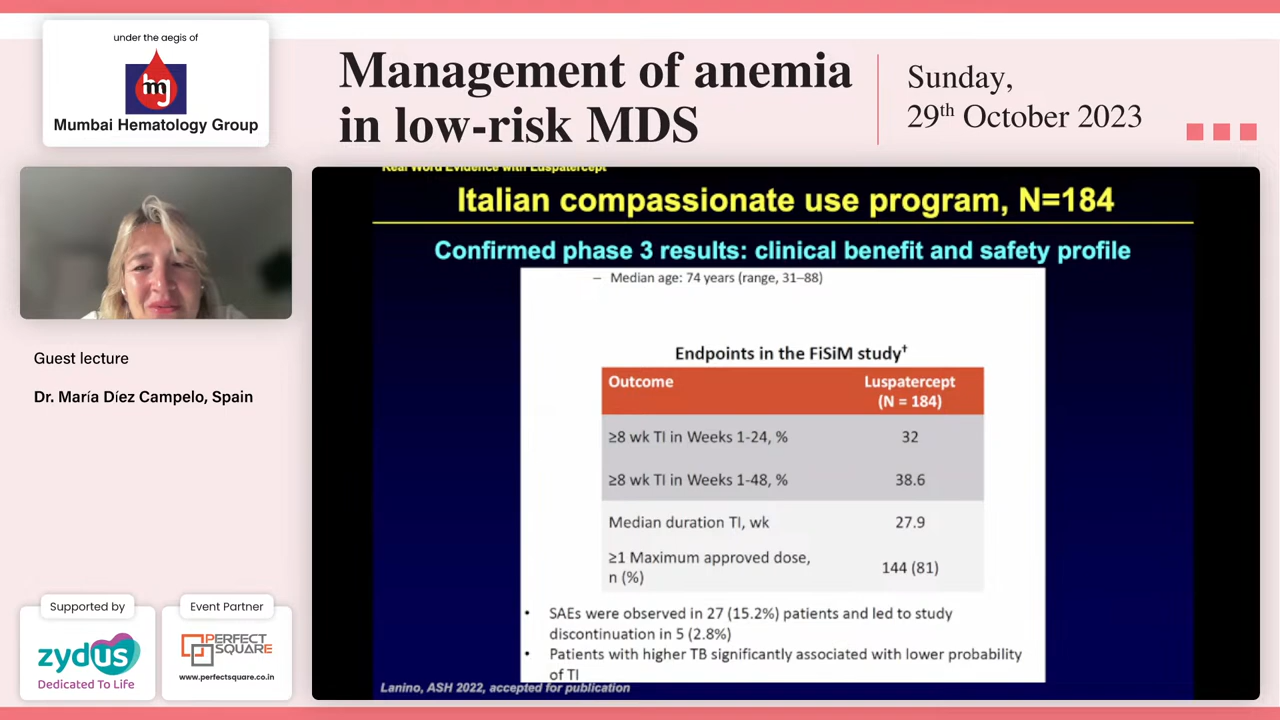 under the aegis of
mg
Mumbai Hematology Group
Management of anemia
in low-risk MDS
Sunday,
29th October 2023
Guest lecture
Dr. María Díez Campelo, Spain
Supported by
zydus
Dedicated To Life
Event Partner
PERFECT
SQUARE
www.perfectsquare.co.in
Real Word Evidence with Luspatercept
Italian compassionate use program, N=184
Confirmed phase 3 results: clinical benefit and safety profile
– Median age: 74 years (range, 31–88)
Endpoints in the FiSiM study†
Outcome Luspatercept
(N = 184)
≥8 wk TI in Weeks 1-24, % 32
≥8 wk TI in Weeks 1-48, % 38.6
Median duration TI, wk 27.9
≥1 Maximum approved dose,
n (%) 144 (81)
• SAEs were observed in 27 (15.2%) patients and led to study
discontinuation in 5 (2.8%)
• Patients with higher TB significantly associated with lower probability
of TI
Lanino, ASH 2022, accepted for publication